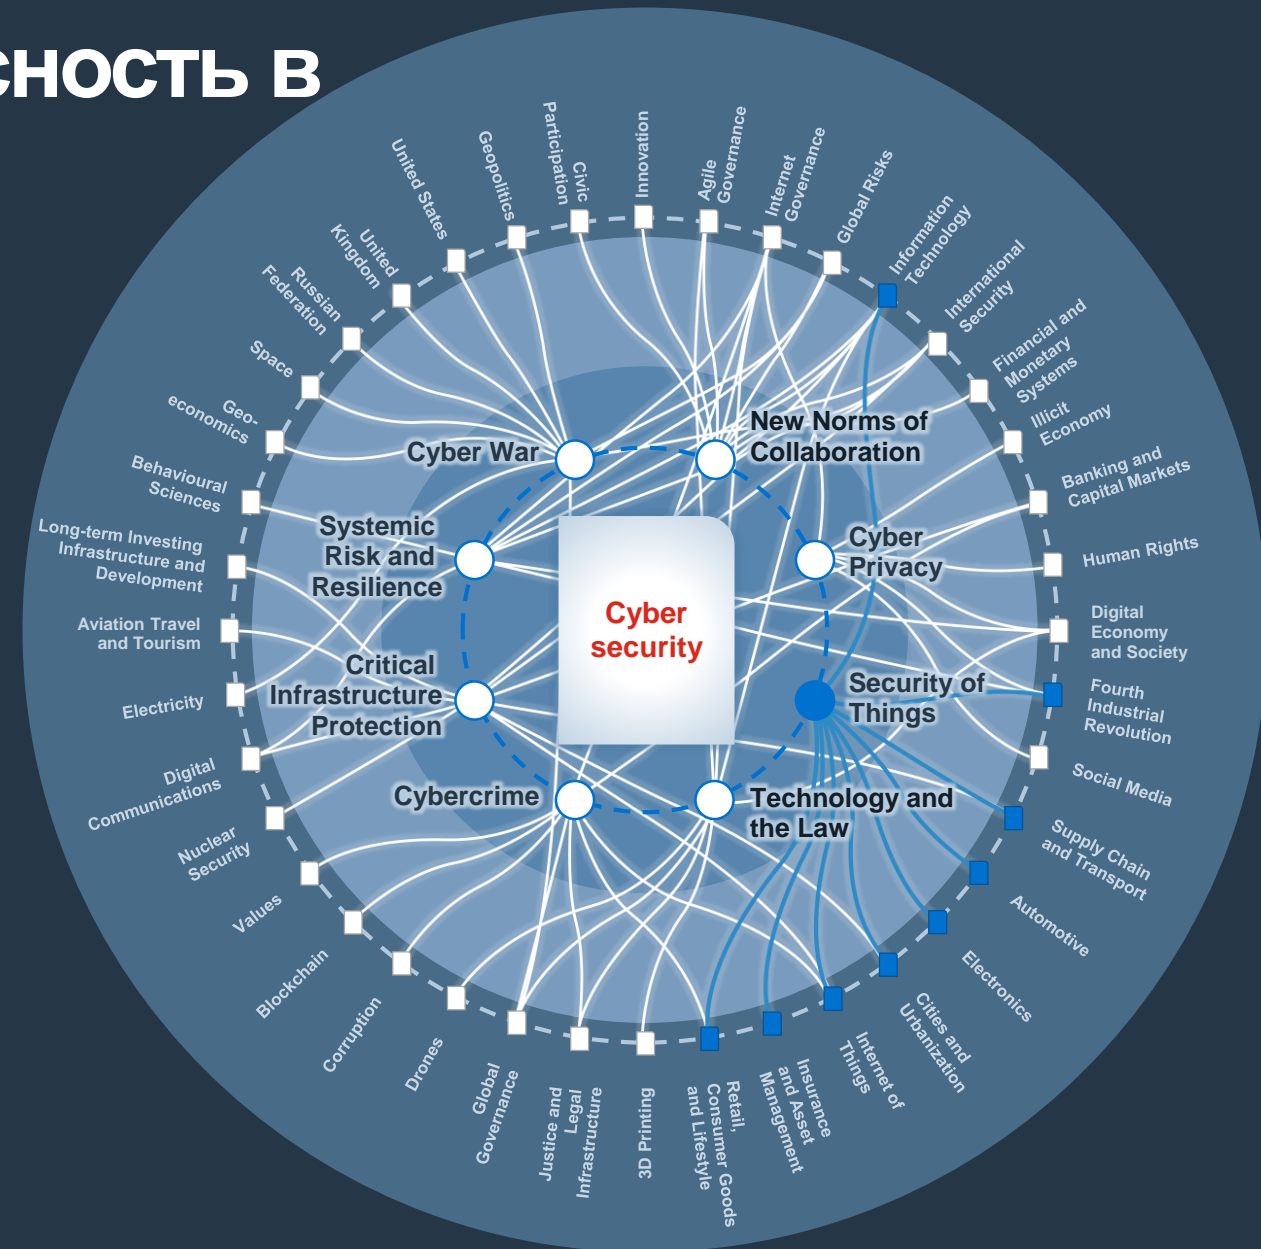 СНОСТЬ В
Innovation
Agile
Governance
Internet
Governance
Global Risks
Information
Technology
International
Security
Financial and
Monetary
Systems
Illicit
Economy
Banking and
Capital Markets
Human Rights
Digital
Economy
and Society
Fourth
Industrial
Revolution
Social Media
Supply Chain
and Transport
Automotive
Electronics
Cities and
Urbanization
Internet of
Things
Insurance
and Asset
Management
Retail,
Consumer Goods
and Lifestyle
3D Printing
Justice and
Legal
Infrastructure
Global
Governance
Drones
Corruption
Blockchain
Values
Nuclear
Security
Digital
Communications
Electricity
Aviation Travel
and Tourism
Long-term Investing
Infrastructure and
Development
Behavioural
Sciences
Geo-
economics
Space
Russian
Federation
United
Kingdom
United States
Geopolitics
Civic
Participation
New Norms of
Collaboration
Cyber
Privacy
Security of
Things
Technology and
the Law
Cybercrime
Critical
Infrastructure
Protection
Systemic
Risk and
Resilience
Cyber War
Cyber
security